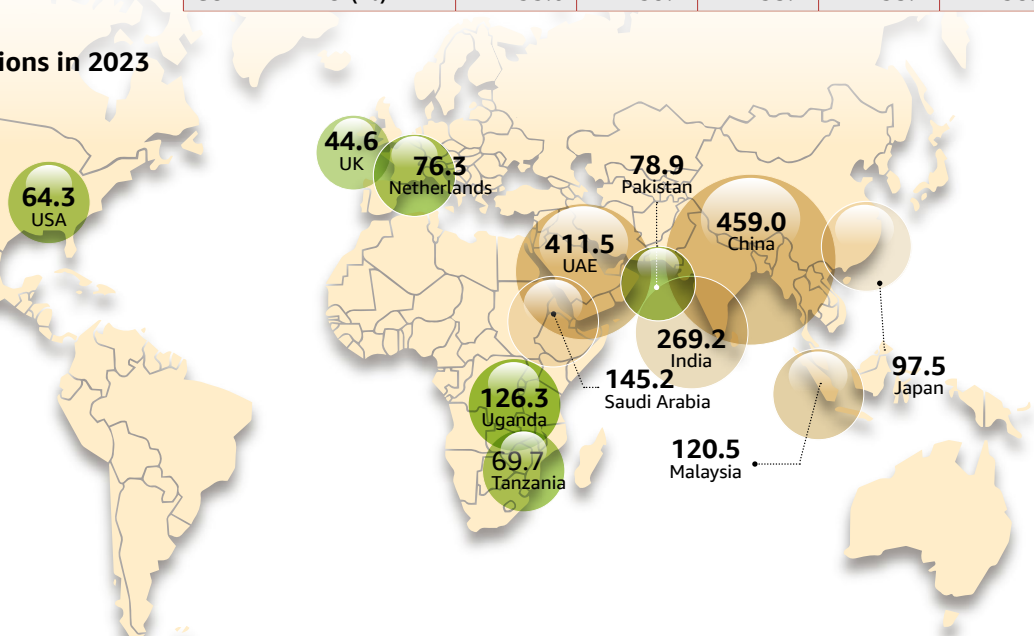 ions in 2023
44.6
UK
76.3
Netherlands
78.9
Pakistan
64.3
USA
459.0
China
411.5
UAE
269.2
India
97.5
Japan
145.2
Saudi Arabia
126.3
Uganda
120.5
Malaysia
69.7
Tanzania